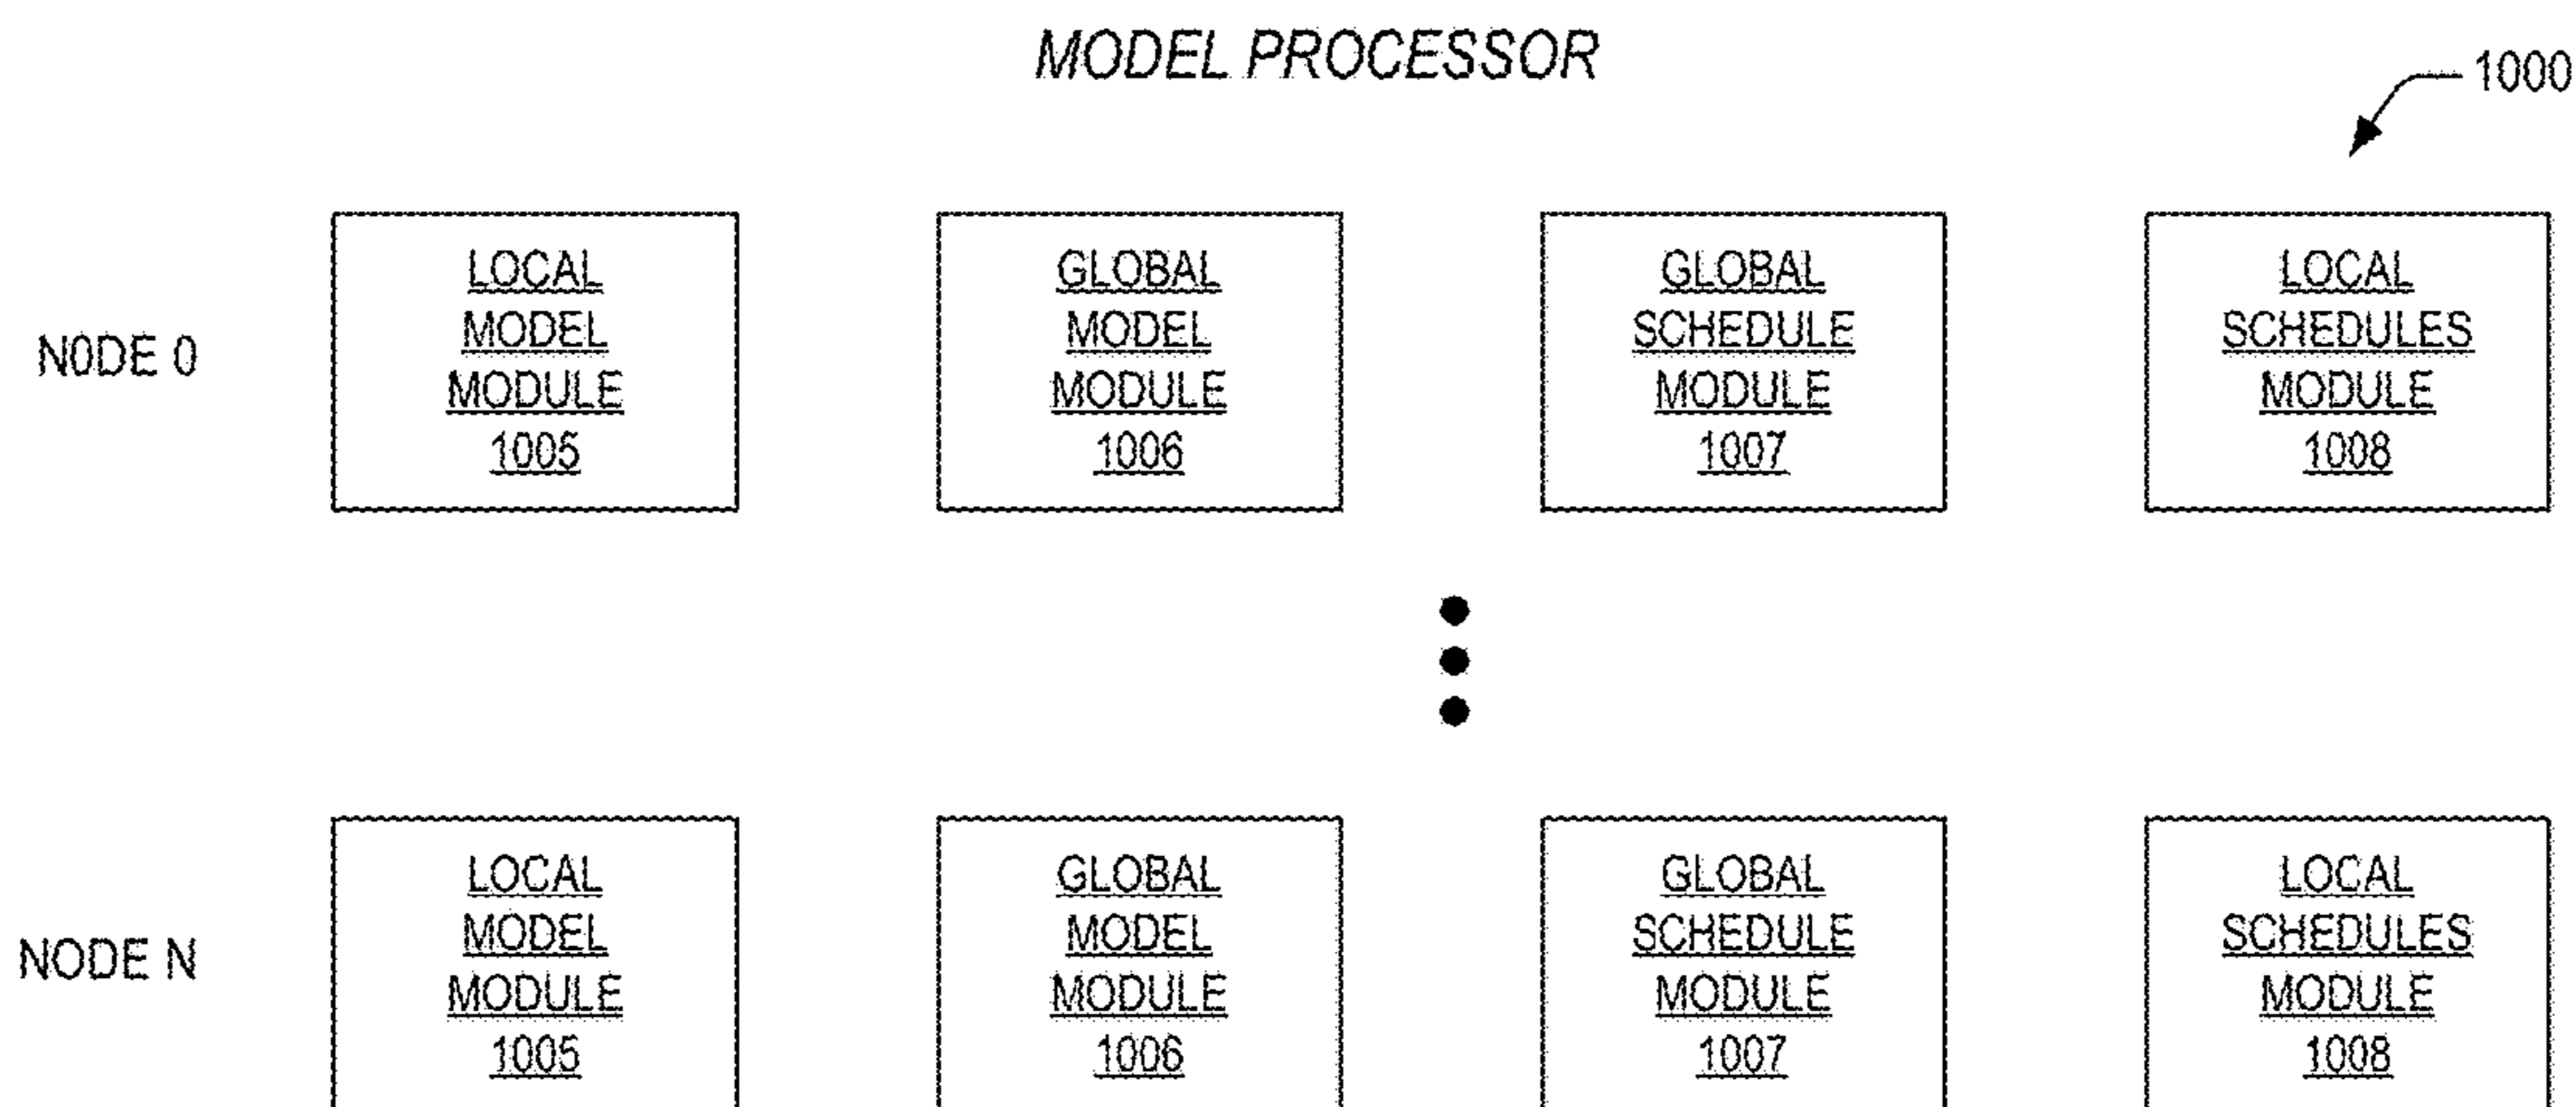 MODEL PROCESSOR
1000
NODE 0
LOCAL
MODEL
MODULE
1005
GLOBAL
MODEL
MODULE
1006
GLOBAL
SCHEDULE
MODULE
1007
LOCAL
SCHEDULES
MODULE
1008
NODE N
LOCAL
MODEL
MODULE
1005
GLOBAL
MODEL
MODULE
1006
GLOBAL
SCHEDULE
MODULE
1007
LOCAL
SCHEDULES
MODULE
1008